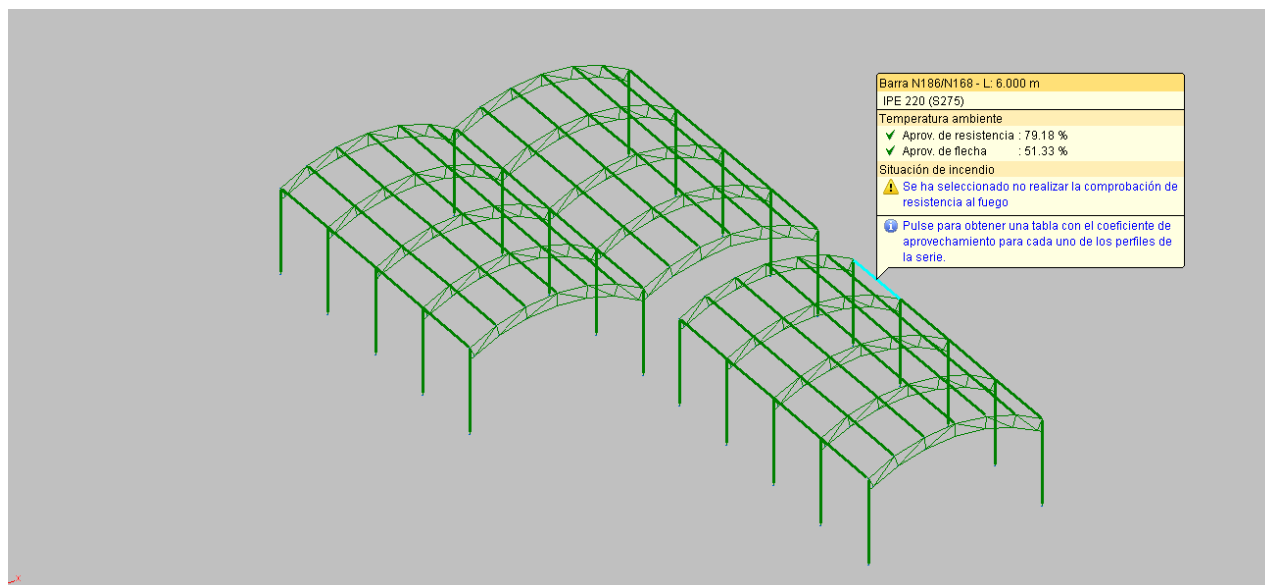 Barra N186/N168 - L: 6.000 m
IPE 220 (S275)
Temperatura ambiente
Aprov. de resistencia : 79.18 %
Aprov. de flecha : 51.33 %
Situación de incendio
Se ha seleccionado no realizar la comprobación de
resistencia al fuego
Pulse para obtener una tabla con el coeficiente de
aprovechamiento para cada uno de los perfiles de
la serie.
X